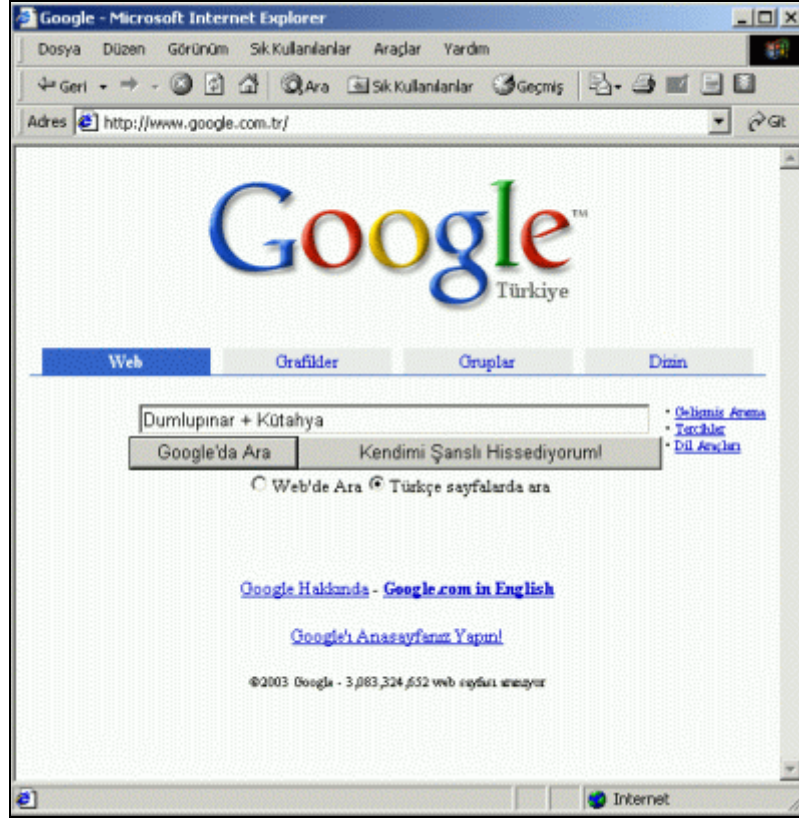 Google - Microsoft Internet Explorer
Dosya Düzen Görünüm Sık Kullanılanlar Araçlar Yardım
Geri Ara Sık Kullanılanlar Geçmiş
Adres http://www.google.com.tr/ Git
Google™
Türkiye
Web Grafikler Gruplar Dizin
Dumlupınar + Kütahya
· Gelişmiş Arama
· Tercihler
· Dil Araçları
Google'da Ara Kendimi Şanslı Hissediyorum!
Web'de Ara Türkçe sayfalarda ara
Google Hakkında - Google.com in English
Google'ı Anasayfanız Yapın!
©2003 Google - 3,083,324,652 web sayfası aranıyor
Internet